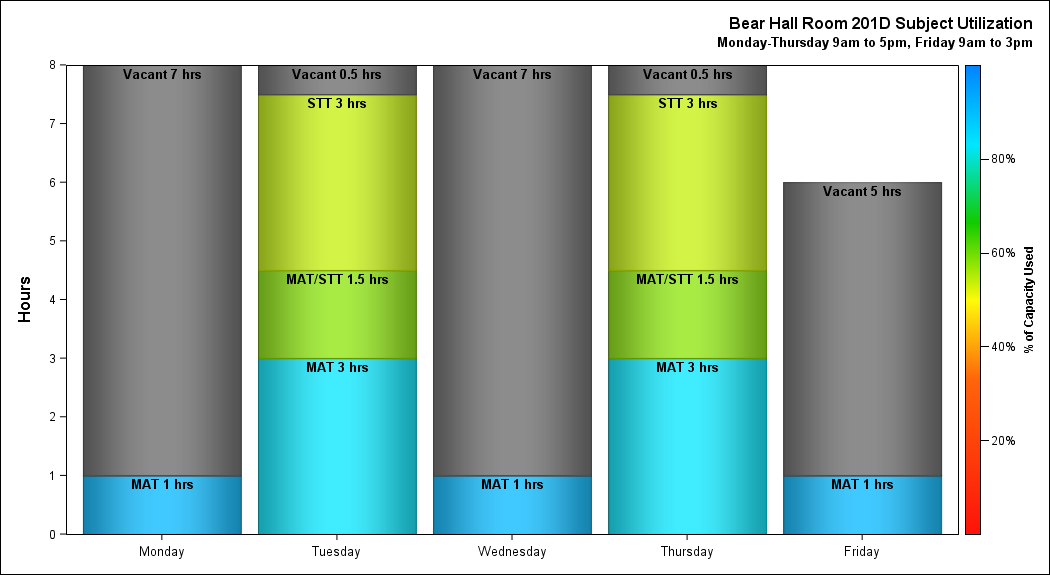 Bear Hall Room 201D Subject Utilization
Monday-Thursday 9am to 5pm, Friday 9am to 3pm
Hours
8
7
6
5
4
3
2
1
0
Vacant 7 hrs
MAT 1 hrs
Vacant 0.5 hrs
STT 3 hrs
MAT/STT 1.5 hrs
MAT 3 hrs
Vacant 7 hrs
MAT 1 hrs
Vacant 0.5 hrs
STT 3 hrs
MAT/STT 1.5 hrs
MAT 3 hrs
Vacant 5 hrs
MAT 1 hrs
Monday
Tuesday
Wednesday
Thursday
Friday
80%
60%
40%
20%
% of Capacity Used